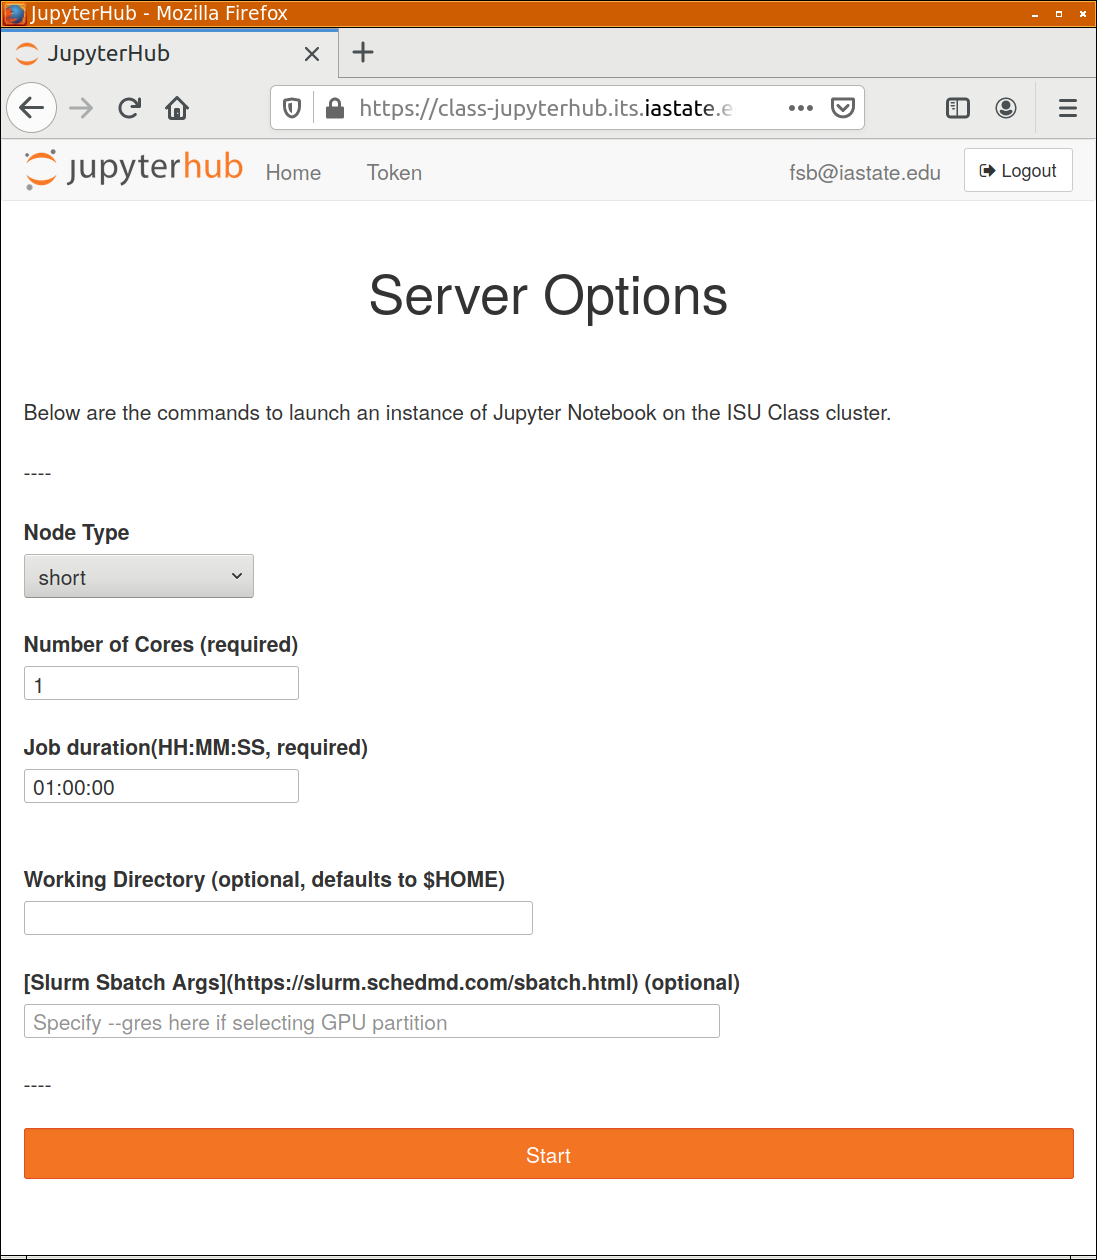 JupyterHub - Mozilla Firefox
JupyterHub
https://class-jupyterhub.its.iastate.e
jupyterhub Home Token fsb@iastate.edu Logout
Server Options
Below are the commands to launch an instance of Jupyter Notebook on the ISU Class cluster.
----
Node Type
short
Number of Cores (required)
1
Job duration(HH:MM:SS, required)
01:00:00
Working Directory (optional, defaults to $HOME)
[Slurm Sbatch Args](https://slurm.schedmd.com/sbatch.html) (optional)
Specify --gres here if selecting GPU partition
----
Start